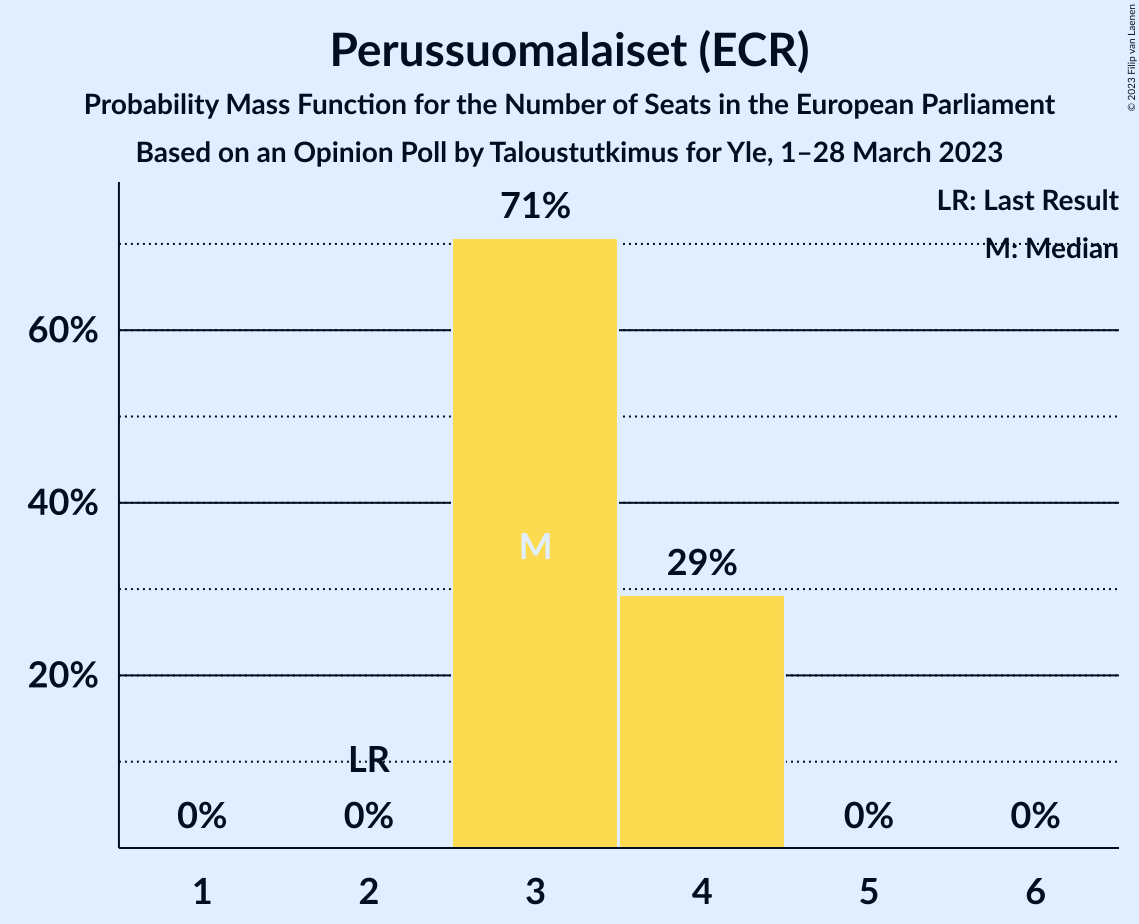 Perussuomalaiset (ECR)
Probability Mass Function for the Number of Seats in the European Parliament
Based on an Opinion Poll by Taloustutkimus for Yle, 1–28 March 2023
© 2023 Filip van Laenen
LR: Last Result
M: Median
71%
60%
40%
M
29%
20%
LR
0%
0%
0%
0%
1
2
3
4
5
6